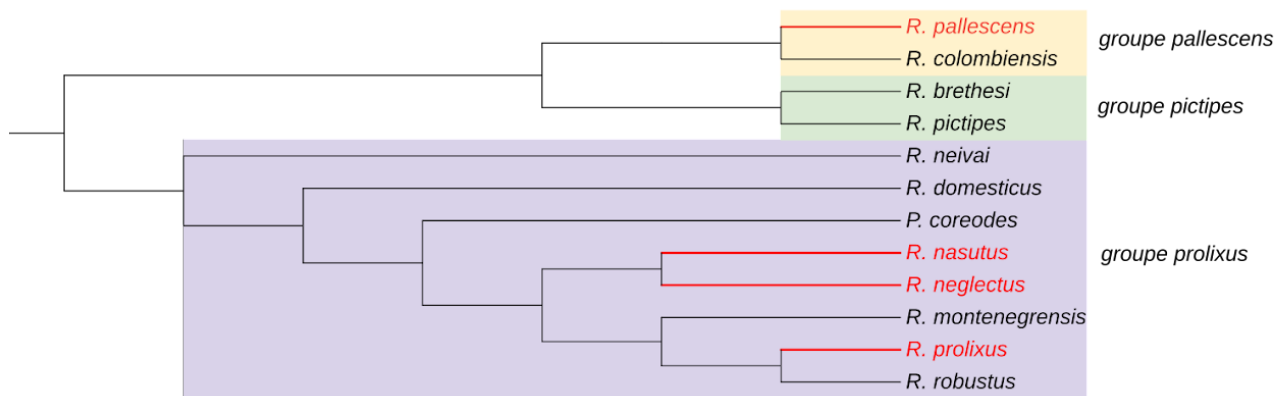 R. pallescens
groupe pallescens
R. colombiensis
R. brethesi
groupe pictipes
R. pictipes
R. neivai
R. domesticus
P. coreodes
R. nasutus
groupe prolixus
R. neglectus
R. montenegrensis
R. prolixus
R. robustus